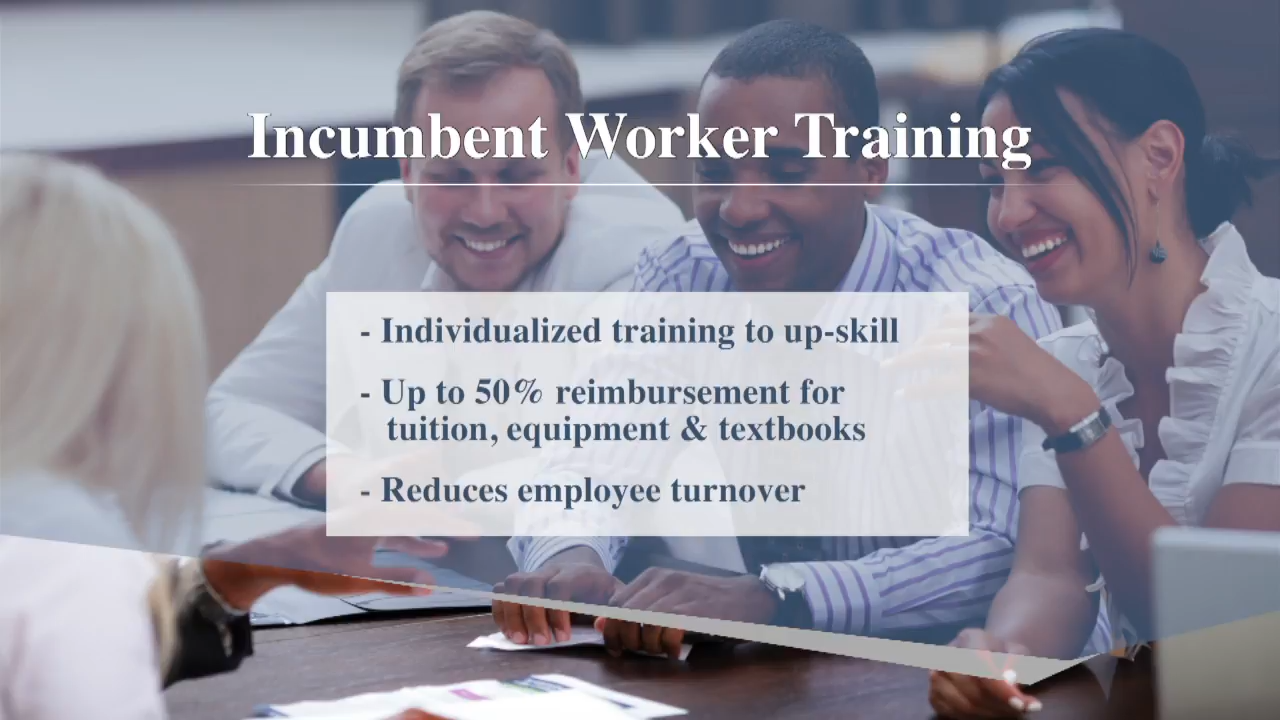 Incumbent Worker Training
- Individualized training to up-skill
- Up to 50% reimbursement for
tuition, equipment & textbooks
- Reduces employee turnover